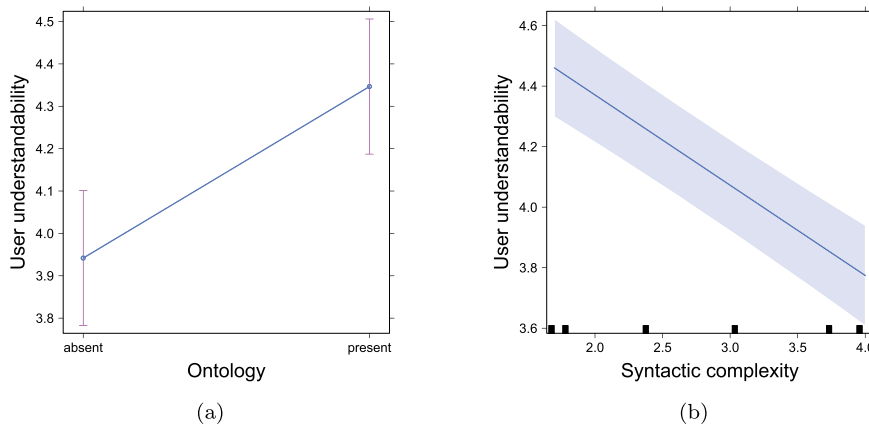 4.5
4.4
4.3
4.2
4.1
4.0
3.9
3.8
User understandability
absent present
Ontology
(a)
4.6
4.4
4.2
4.0
3.8
3.6
User understandability
2.0 2.5 3.0 3.5 4.0
Syntactic complexity
(b)